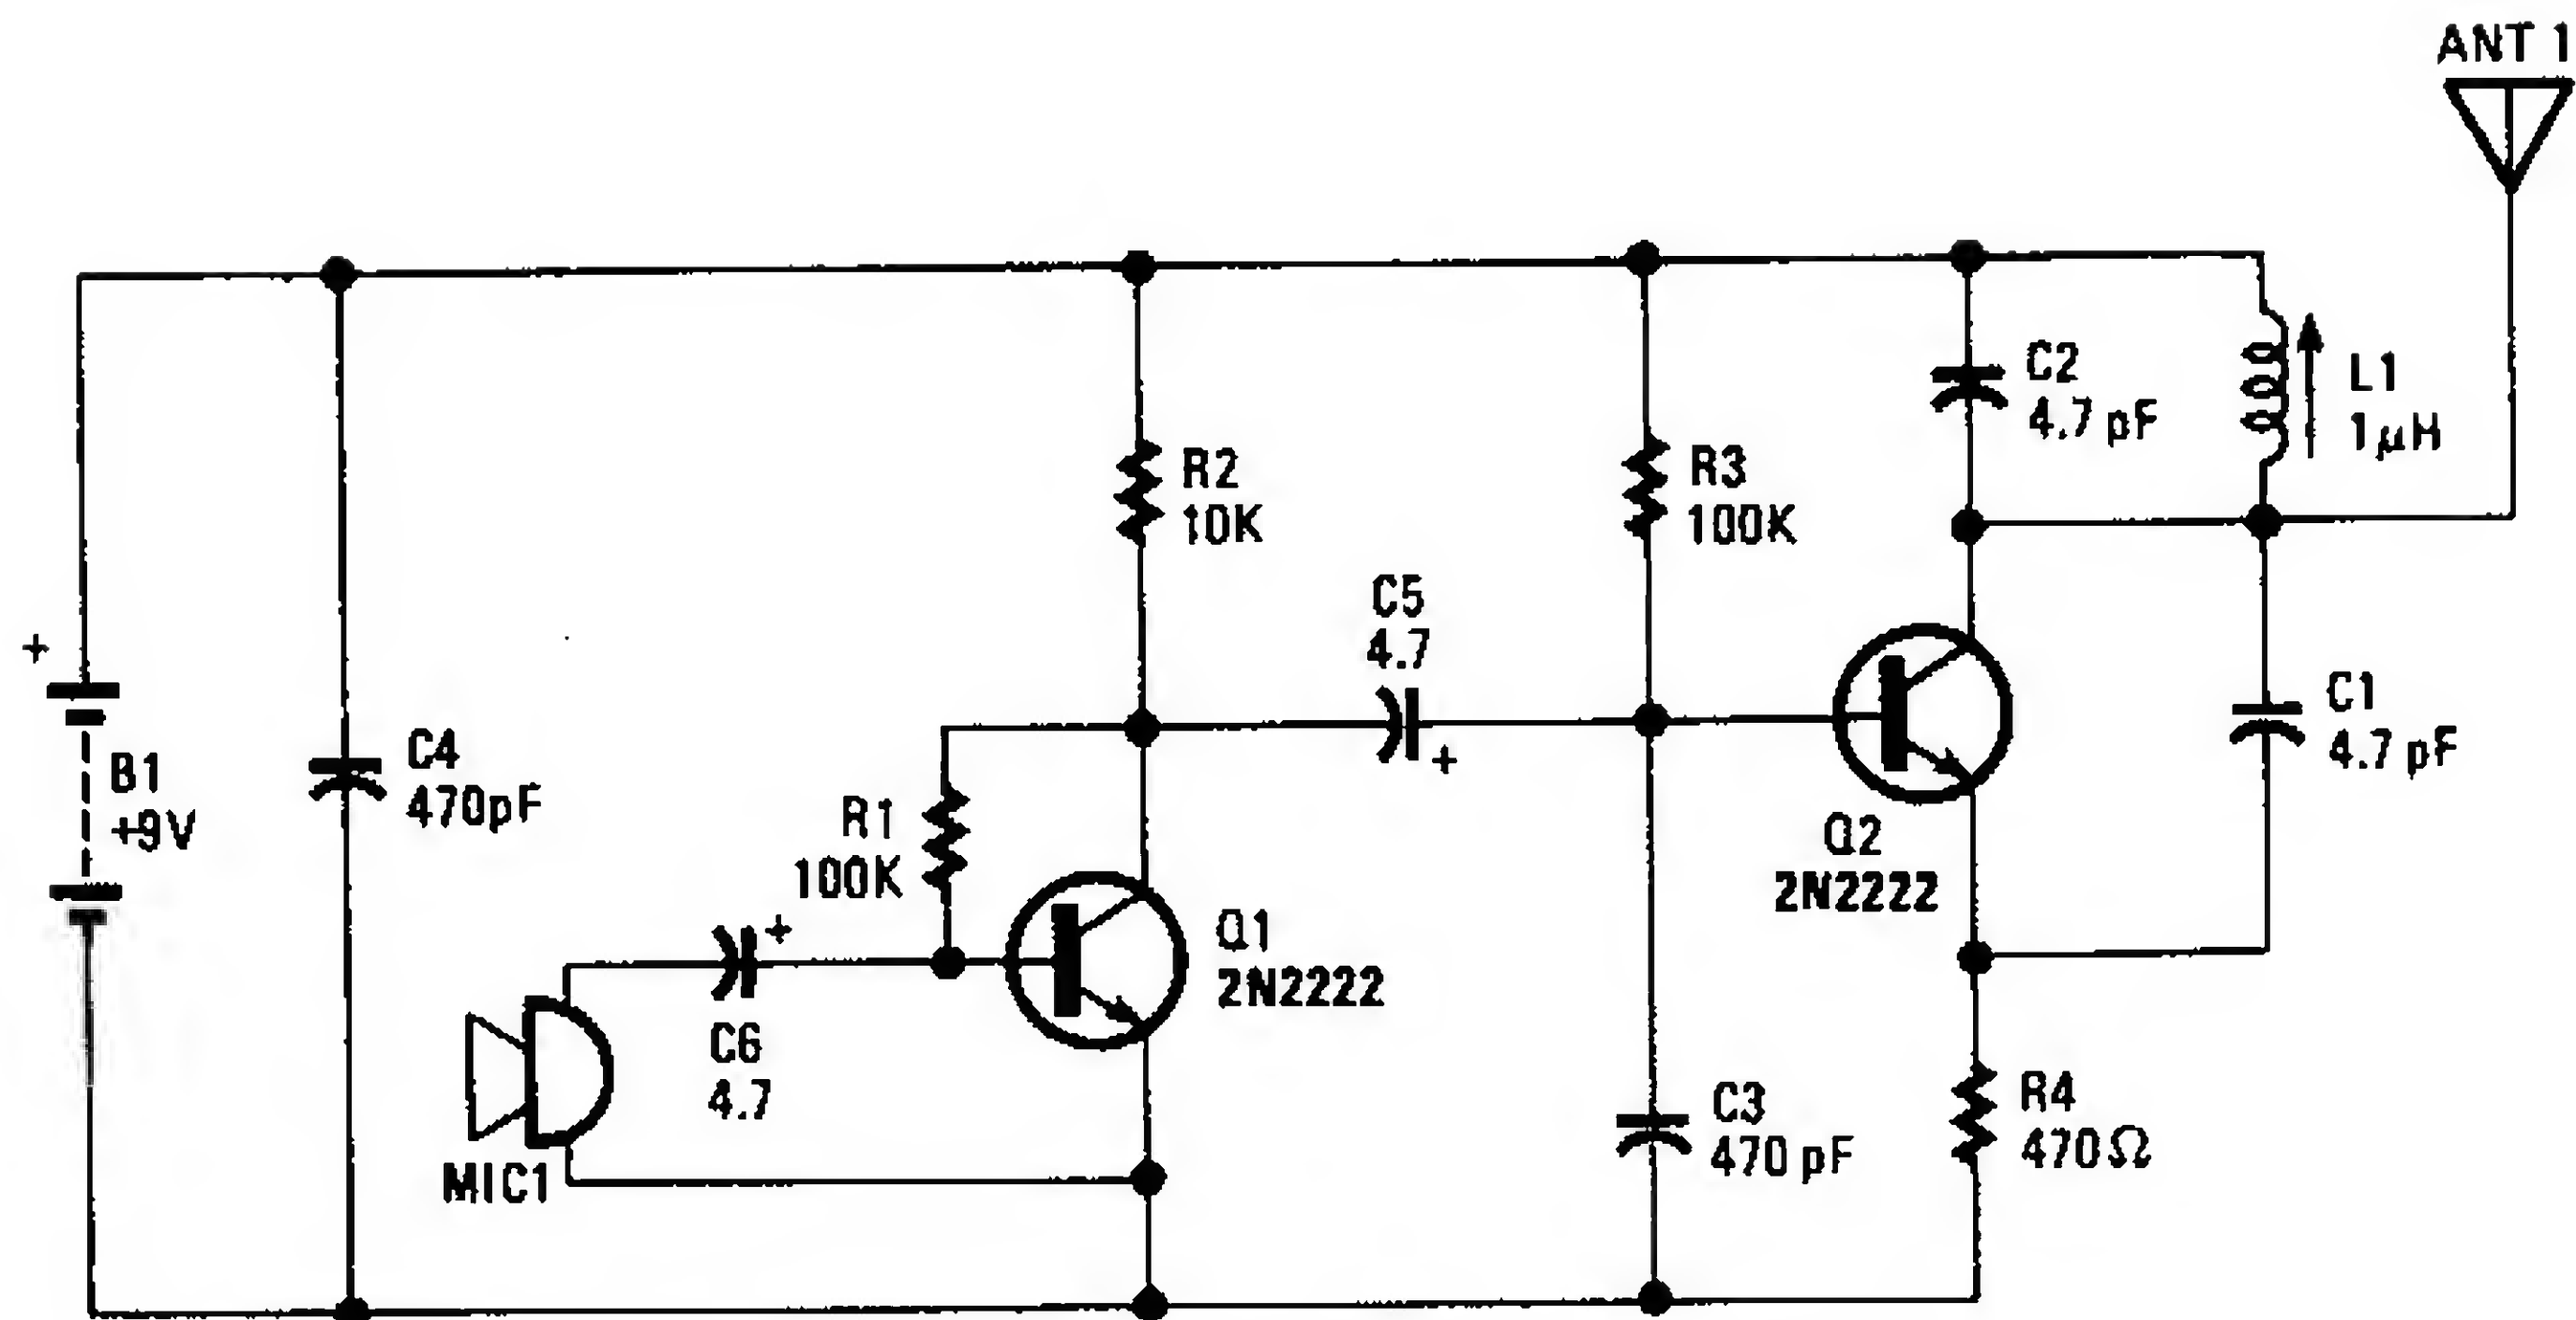 ANT 1
C2
4.7 pF
L1
1µH
R2
10K
R3
100K
C5
4.7
+
+
B1
+9V
C4
470pF
R1
100K
C1
4.7 pF
Q2
2N2222
+
Q1
2N2222
C6
4.7
MIC1
C3
470 pF
R4
470Ω